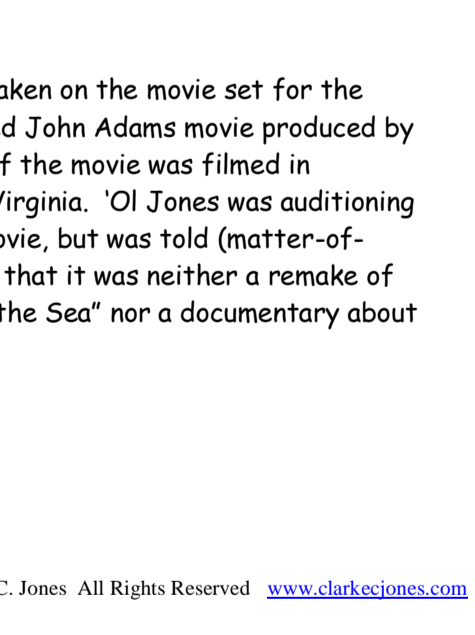 aken on the movie set for the
d John Adams movie produced by
f the movie was filmed in
Virginia. ‘Ol Jones was auditioning
ovie, but was told (matter-of-
that it was neither a remake of
the Sea” nor a documentary about
C. Jones All Rights Reserved www.clarkecjones.com